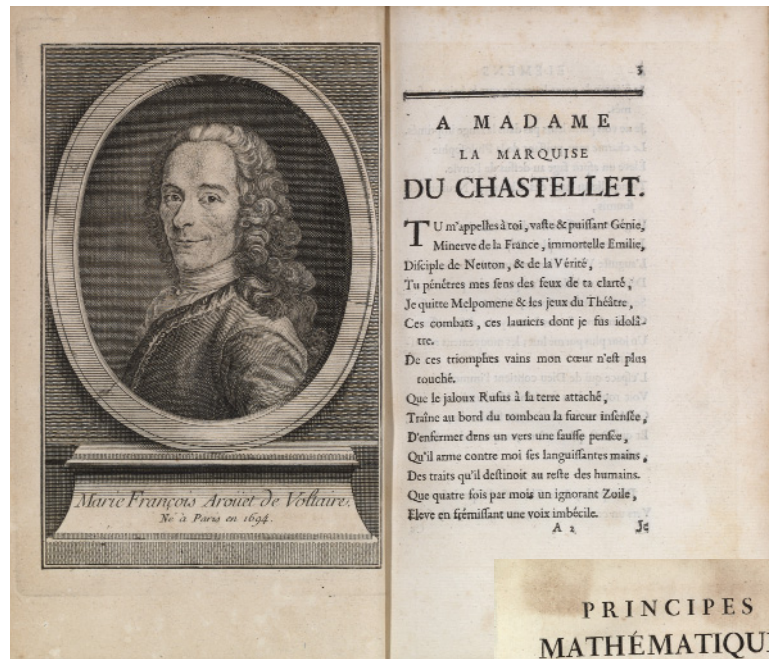 Marie François Aroüet de Voltaire.
Né à Paris en 1694.
3
A MADAME
LA MARQUISE
DU CHASTELLET.
TU m'appelles à toi, vaste & puissant Génie,
Minerve de la France, immortelle Emilie,
Disciple de Neuton, & de la Vérité,
Tu pénétres mes sens des feux de ta clarté,
Je quitte Melpomene & les jeux du Théâtre,
Ces combats, ces lauriers dont je fus idolâ-
tre.
De ces triomphes vains mon cœur n'est plus
touché.
Que le jaloux Rufus à sa terre attaché,
Traîne au bord du tombeau la fureur insensée,
D'enfermer dans un vers une fausse pensée,
Qu'il arme contre moi ses languissantes mains,
Des traits qu'il destinoit au reste des humains.
Que quatre fois par mois un ignorant Zoile,
Eleve en frémissant une voix imbécile.
A 2 Je
PRINCIPES
MATHÉMATIQU